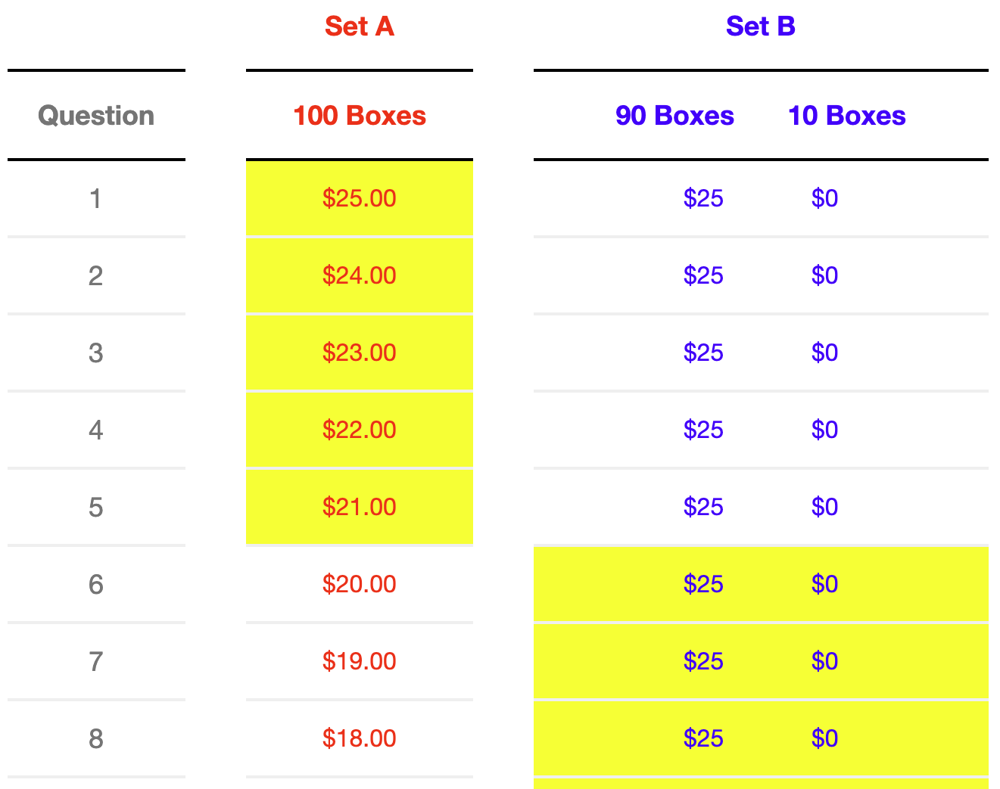 Set A Set B
Question 100 Boxes 90 Boxes 10 Boxes
1 $25.00 $25 $0
2 $24.00 $25 $0
3 $23.00 $25 $0
4 $22.00 $25 $0
5 $21.00 $25 $0
6 $20.00 $25 $0
7 $19.00 $25 $0
8 $18.00 $25 $0